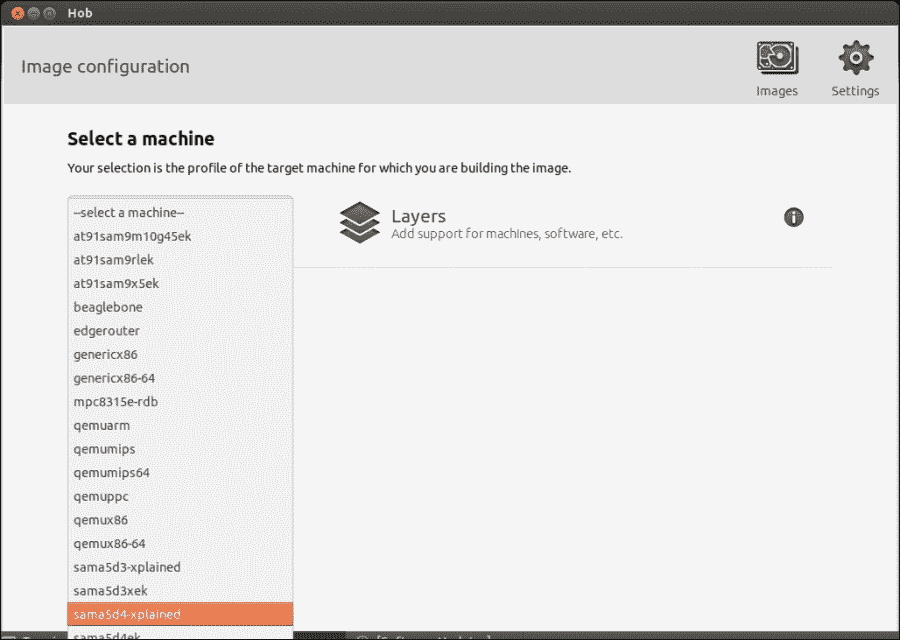 Hob
Image configuration
Images
Settings
Select a machine
Your selection is the profile of the target machine for which you are building the image.
--select a machine--
at91sam9m10g45ek
at91sam9rlek
at91sam9x5ek
beaglebone
edgerouter
genericx86
genericx86-64
mpc8315e-rdb
qemuarm
qemumips
qemumips64
qemuppc
qemux86
qemux86-64
sama5d3-xplained
sama5d3xek
sama5d4-xplained
sama5d4ek
Layers
Add support for machines, software, etc.